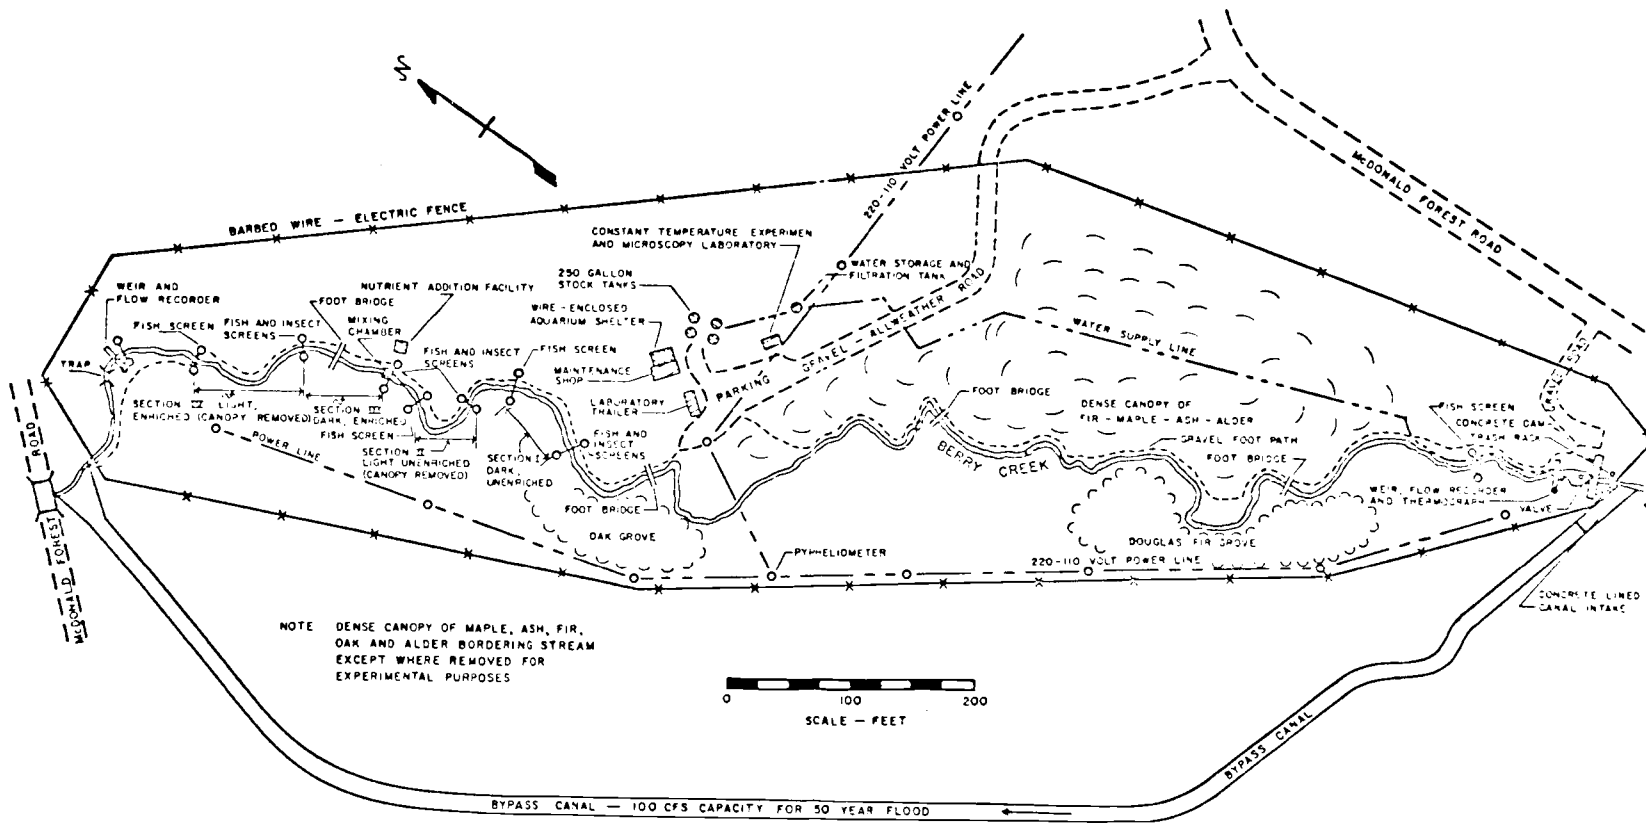 N
220-110 VOLT POWER LINE
McDONALD FOREST ROAD
BARBED WIRE — ELECTRIC FENCE
CONSTANT TEMPERATURE EXPERIMEN
AND MICROSCOPY LABORATORY
WATER STORAGE AND
FILTRATION TANK
250 GALLON
STOCK TANKS
WEIR AND
FLOW RECORDER
NUTRIENT ADDITION FACILITY
FOOT BRIDGE
MIXING
CHAMBER
WIRE-ENCLOSED
AQUARIUM SHELTER
FISH SCREEN
FISH AND INSECT
SCREENS
FISH AND INSECT
SCREENS
FISH SCREEN
TRAP
MAINTENANCE
SHOP
LABORATORY
TRAILER
PARKING
GRAVEL - ALLWEATHER ROAD
WATER SUPPLY LINE
GRAVEL ROAD
SECTION IV LIGHT,
ENRICHED (CANOPY REMOVED)
SECTION III
DARK, ENRICHED
FISH SCREEN
SECTION II
LIGHT UNENRICHED
(CANOPY REMOVED)
SECTION I
DARK,
UNENRICHED
FISH AND
INSECT
SCREENS
POWER LINE
FOOT BRIDGE
DENSE CANOPY OF
FIR - MAPLE - ASH - ALDER
GRAVEL FOOT PATH
FOOT BRIDGE
BERRY CREEK
FISH SCREEN
CONCRETE DAM
TRASH RACK
WEIR, FLOW RECORDER
AND THERMOGRAPH
VALVE
FOOT BRIDGE
OAK GROVE
PYRHELIOMETER
DOUGLAS FIR GROVE
220-110 VOLT POWER LINE
CONCRETE LINED
CANAL INTAKE
McDONALD FOREST ROAD
NOTE DENSE CANOPY OF MAPLE, ASH, FIR,
OAK AND ALDER BORDERING STREAM
EXCEPT WHERE REMOVED FOR
EXPERIMENTAL PURPOSES
0 100 200
SCALE — FEET
BYPASS CANAL
BYPASS CANAL — 100 CFS CAPACITY FOR 50 YEAR FLOOD